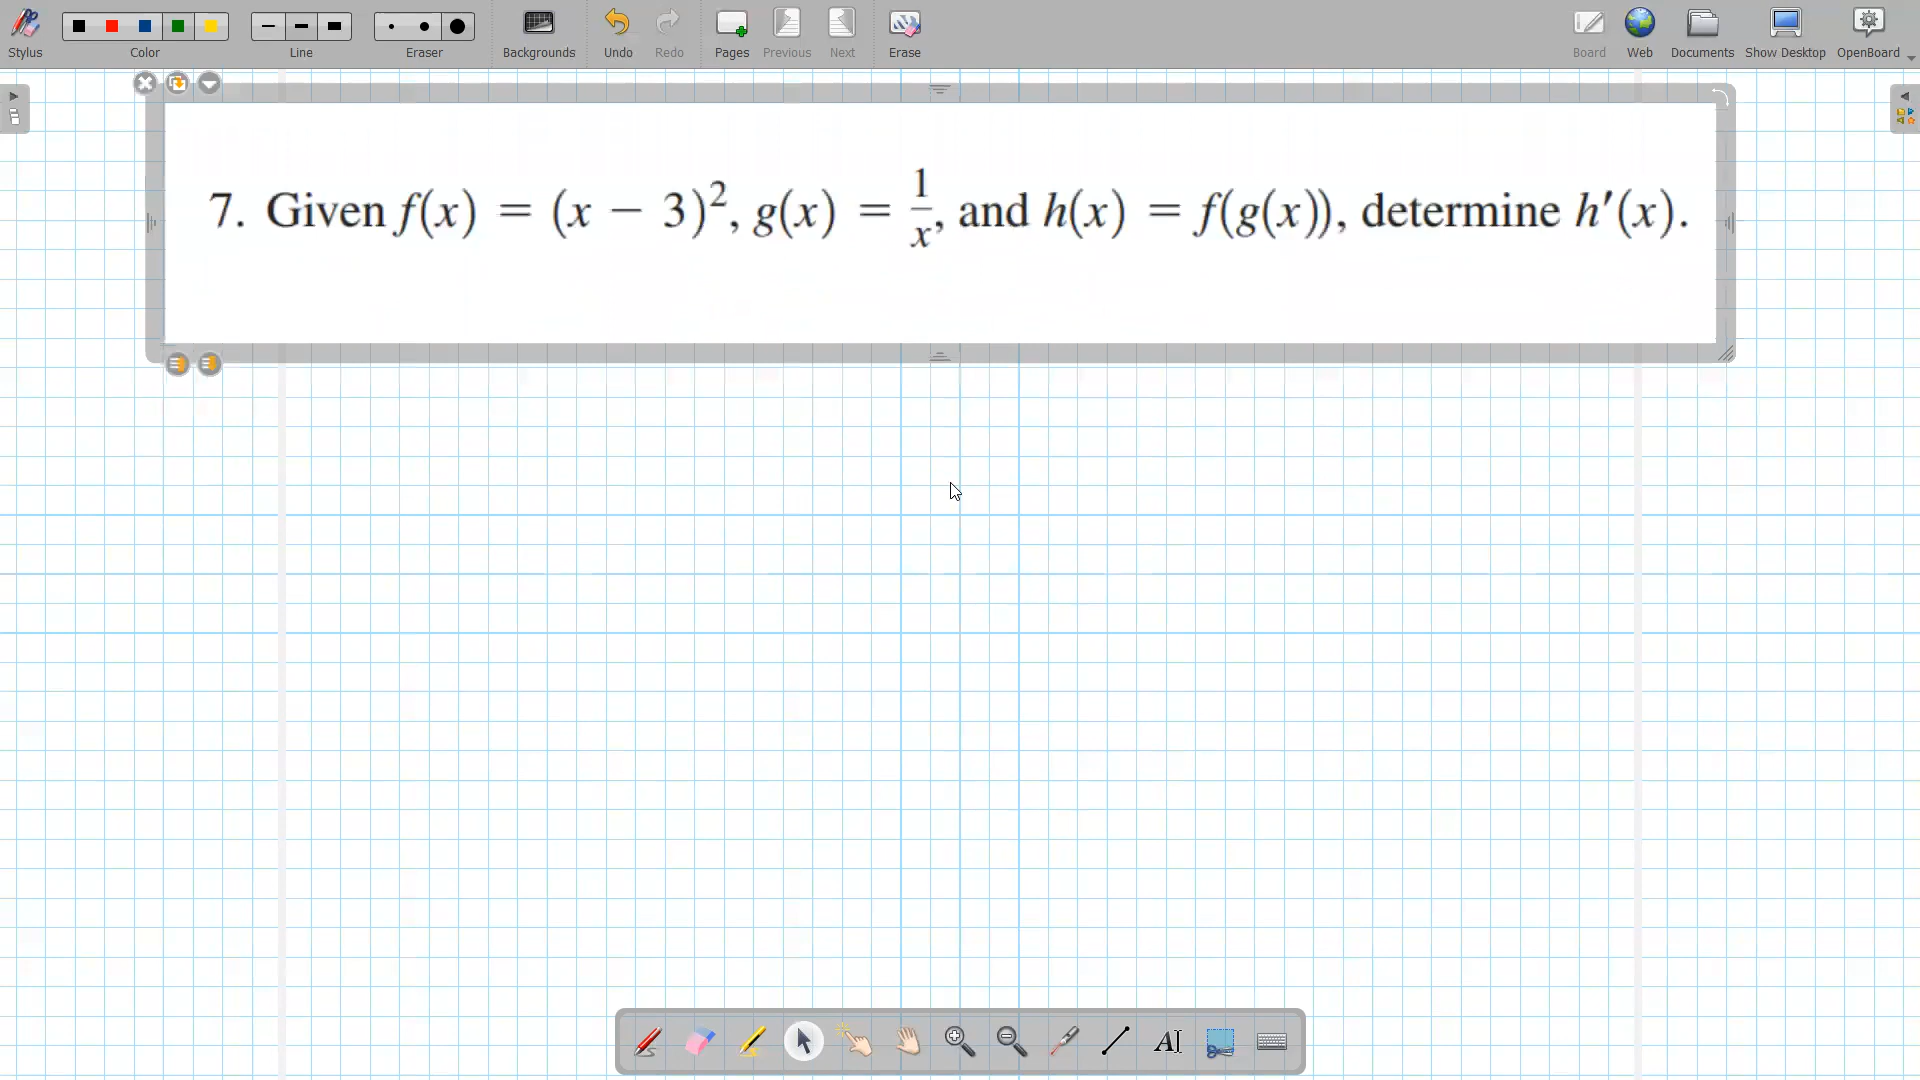 Stylus Color Line Eraser Backgrounds Undo Redo Pages Previous Next Erase Board Web Documents Show Desktop OpenBoard
7. Given f(x) = (x − 3)², g(x) = 1/x, and h(x) = f(g(x)), determine h′(x).